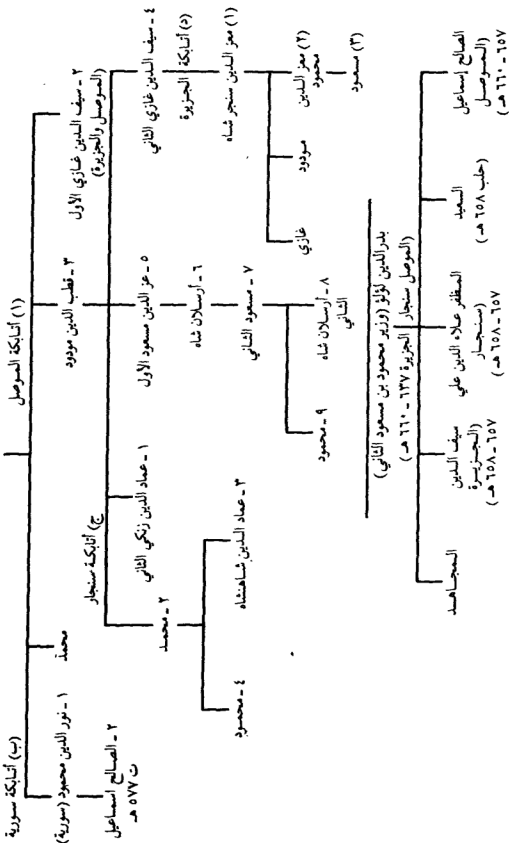 (١) أتابكة الموصل
(ب) أتابكة سورية
٢ - سيف الدين غازي الأول
(الموصل والجزيرة)
٣ - قطب الدين مودود
محمد
١ - نور الدين محمود (سورية)
٢ - الصالح اسماعيل
ت ٥٧٧ هـ
٤ - سيف الدين غازي الثاني
(د) أتابكة الجزيرة
(١) معز الدين سنجر شاه
(٢) معز الدين
محمود
مودود
غازي
(٣) مسعود
٥ - عز الدين مسعود الأول
٦ - أرسلان شاه
٧ - مسعود الثاني
٨ - أرسلان شاه
الثاني
٩ - محمود
ج) أتابكة سنجار
١ - عماد الدين زنكي الثاني
٢ - محمد
٣ - عماد الدين شاهنشاه
٤ - محمود
بدرالدين لؤلؤ (وزير محمود بن مسعود الثاني)
(الموصل سنجار الجزيرة ٦٣٧ - ٦٦٠ هـ)
الصالح إسماعيل
(الموصل
٦٥٧ - ٦٦٠ هـ)
السعيد
(حلب ٦٥٨ هـ)
المظفر علاء الدين علي
(سنجار
٦٥٧ - ٦٥٨ هـ)
سيف الدين
(الجزيرة
٦٥٧ - ٦٥٨ هـ)
المجاهد